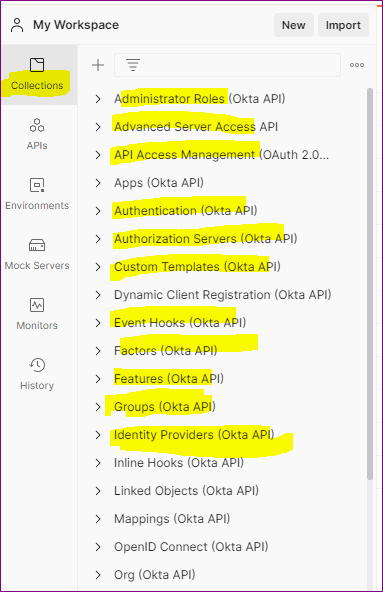 My Workspace
New
Import
Collections
APIs
Environments
Mock Servers
Monitors
History
Administrator Roles (Okta API)
Advanced Server Access API
API Access Management (OAuth 2.0...
Apps (Okta API)
Authentication (Okta API)
Authorization Servers (Okta API)
Custom Templates (Okta API)
Dynamic Client Registration (Okta API)
Event Hooks (Okta API)
Factors (Okta API)
Features (Okta API)
Groups (Okta API)
Identity Providers (Okta API)
Inline Hooks (Okta API)
Linked Objects (Okta API)
Mappings (Okta API)
OpenID Connect (Okta API)
Org (Okta API)